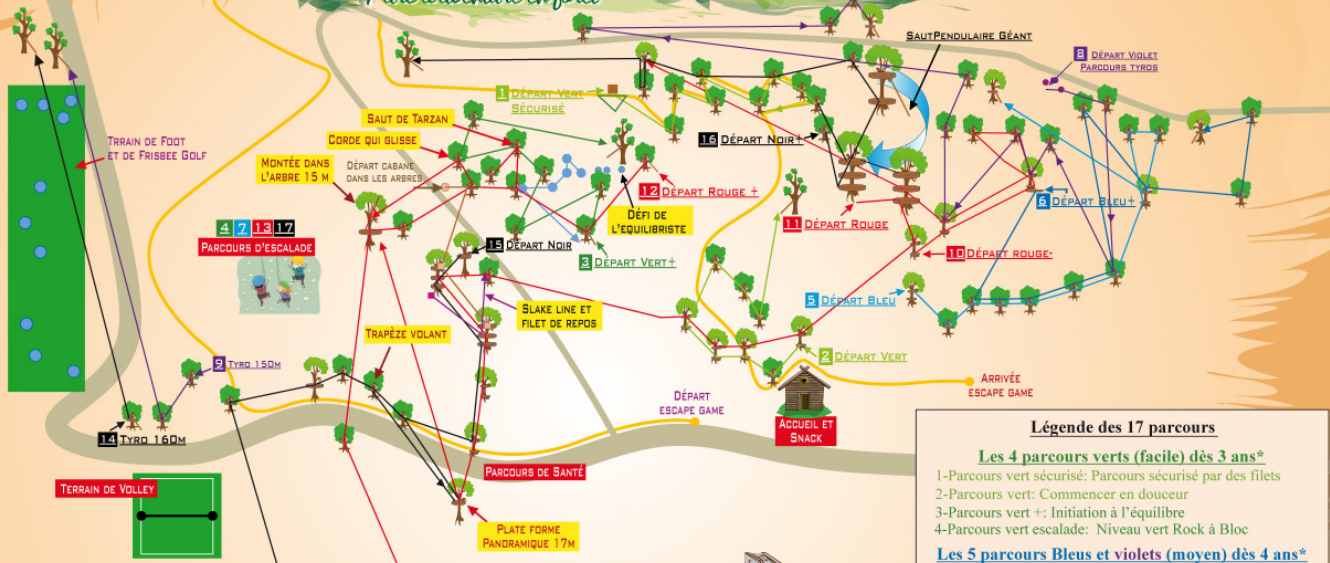 SautPendulaire Géant
8 Départ Violet
Parcours tyros
1 Départ Vert
Sécurisé
Saut de Tarzan
Corde qui glisse
Trrain de Foot
et de Frisbee Golf
Montée dans
l'arbre 15 m
Départ cabane
dans les arbres
16 Départ Noir+
12 Départ Rouge +
6 Départ Bleu+
4 7 13 17
Parcours d'escalade
Défi de
l'equilibriste
11 Départ Rouge
15 Départ Noir
3 Départ Vert+
10 Départ rouge-
5 Départ Bleu
Slake line et
filet de repos
Trapèze volant
2 Départ Vert
9 Tyro 150m
Départ
escape game
Arrivée
escape game
Accueil et
Snack
14 Tyro 160m
Parcours de Santé
Terrain de Volley
Plate forme
Panoramique 17m
Légende des 17 parcours
Les 4 parcours verts (facile) dès 3 ans*
1-Parcours vert sécurisé: Parcours sécurisé par des filets
2-Parcours vert: Commencer en douceur
3-Parcours vert +: Initiation à l'équilibre
4-Parcours vert escalade: Niveau vert Rock à Bloc
Les 5 parcours Bleus et violets (moyen) dès 4 ans*